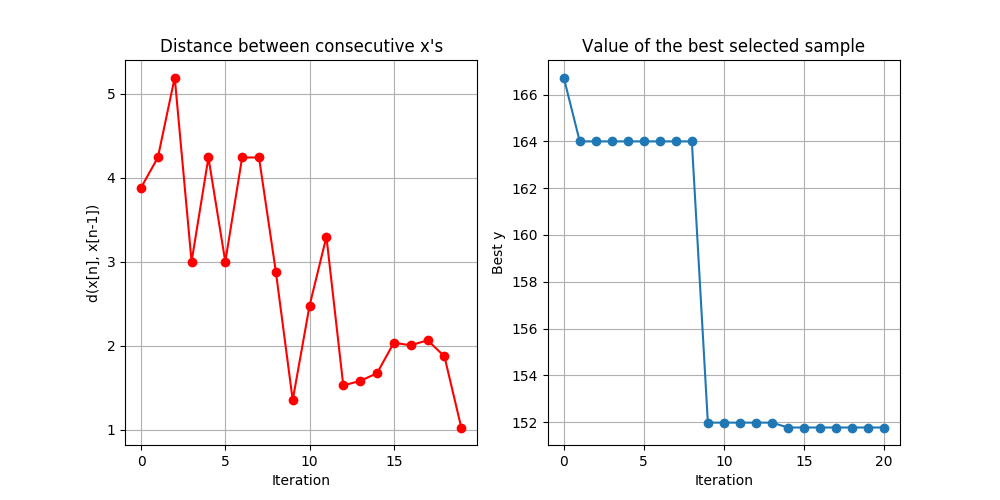 Distance between consecutive x's
5
4
3
2
1
d(x[n], x[n-1])
0 5 10 15
Iteration
Value of the best selected sample
166
164
162
160
158
156
154
152
Best y
0 5 10 15 20
Iteration